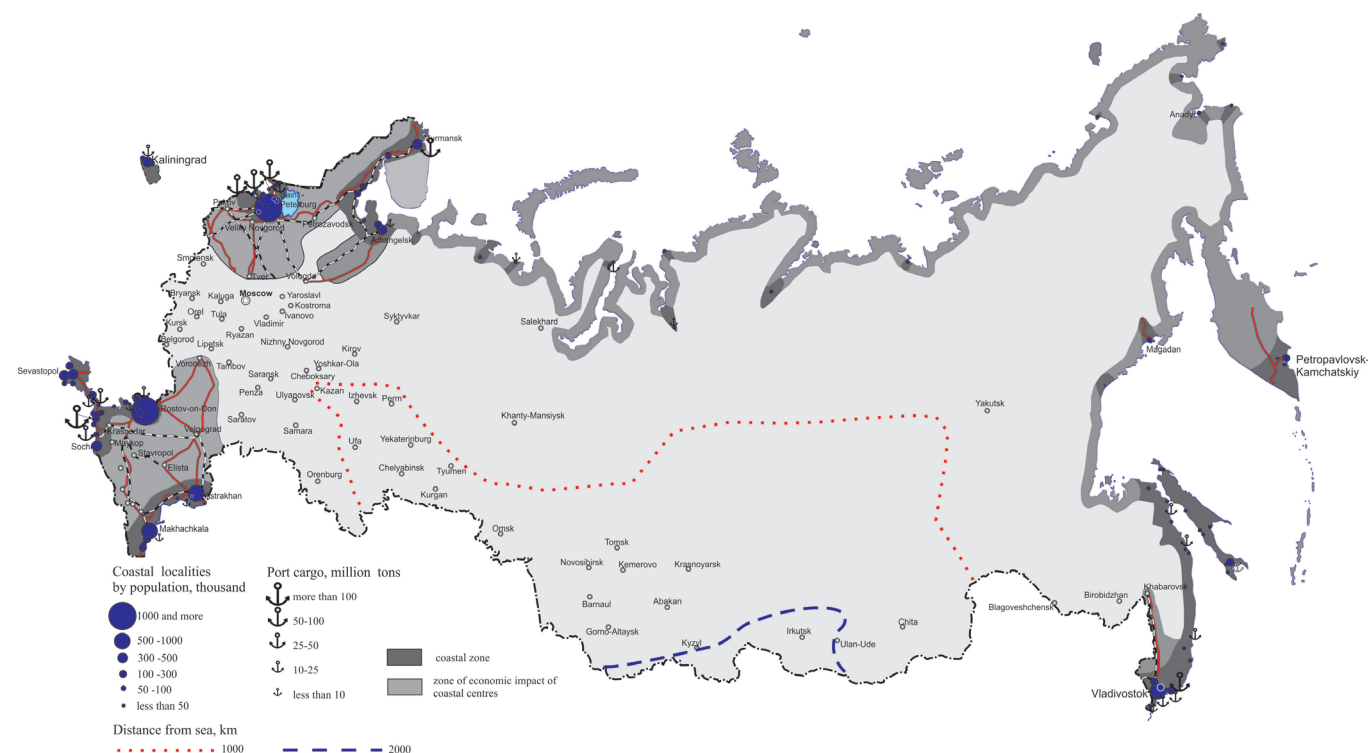 Anady
Kaliningrad
urmansk
Pskov
Saint-
Petelburg
Veliky Novgorod
Petrozavodsk
Arhangelsk
Smolensk
Tver
Vologda
Moscow
Bryansk
Kaluga
Yaroslavl
Kostroma
Orel
Tula
Ivanovo
Vladimir
Kursk
Ryazan
Syktyvkar
Salekhard
Belgorod
Lipetsk
Nizhny Novgorod
Kirov
Magadan
Voronezh
Tambov
Yoshkar-Ola
Cheboksary
Petropavlovsk-
Kamchatskiy
Sevastopol
Saransk
Penza
Ulyanovsk
Kazan
Izhevsk
Perm
Rostov-on-Don
Saratov
Khanty-Mansiysk
Yakutsk
Krasnodar
Volgograd
Samara
Sochi
Maykop
Stavropol
Ufa
Yekaterinburg
Elista
Orenburg
Chelyabinsk
Tyumen
Kurgan
Astrakhan
Makhachkala
Omsk
Tomsk
Novosibirsk
Kemerovo
Krasnoyarsk
Barnaul
Abakan
Gorno-Altaysk
Kyzyl
Irkutsk
Ulan-Ude
Chita
Blagoveshchensk
Birobidzhan
Khabarovsk
Vladivostok
Coastal localities
by population, thousand
1000 and more
500 -1000
300 -500
100 -300
50 -100
less than 50
Port cargo, million tons
more than 100
50-100
25-50
10-25
less than 10
coastal zone
zone of economic impact of
coastal centres
Distance from sea, km
1000
2000